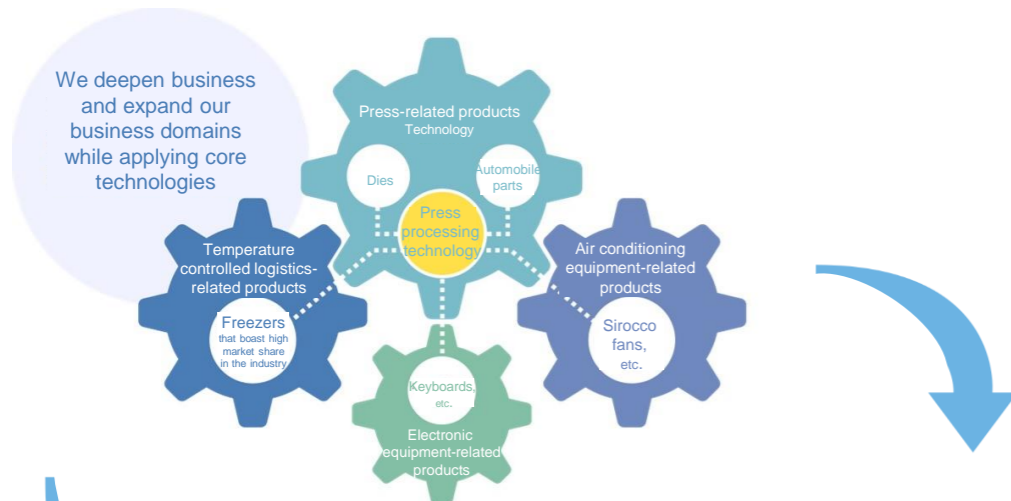 We deepen business
and expand our
business domains
while applying core
technologies
Press-related products
Technology
Dies
Automobile
parts
Press
processing
technology
Temperature
controlled logistics-
related products
Freezers
that boast high
market share
in the industry
Air conditioning
equipment-related
products
Sirocco
fans,
etc.
Keyboards,
etc.
Electronic
equipment-related
products